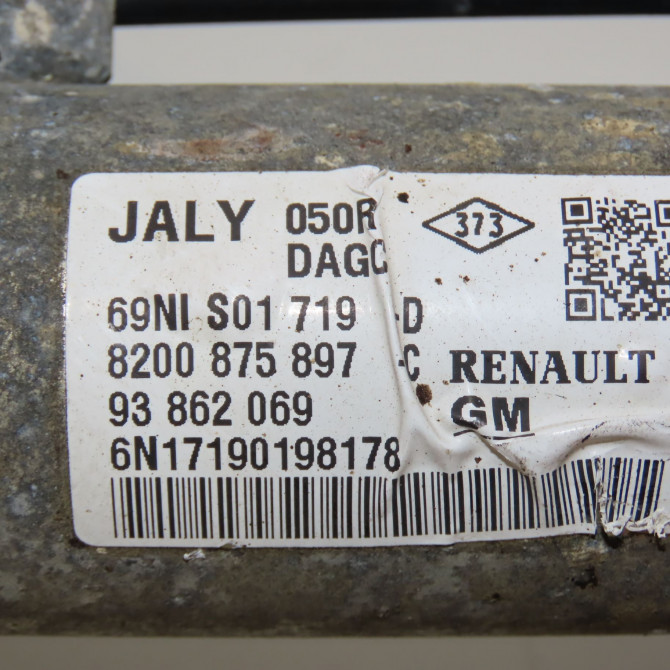 JALY 050R 373
DAGC
69NI S01 719 -D
8200 875 897 -C RENAULT
93 862 069 GM
6N17190198178